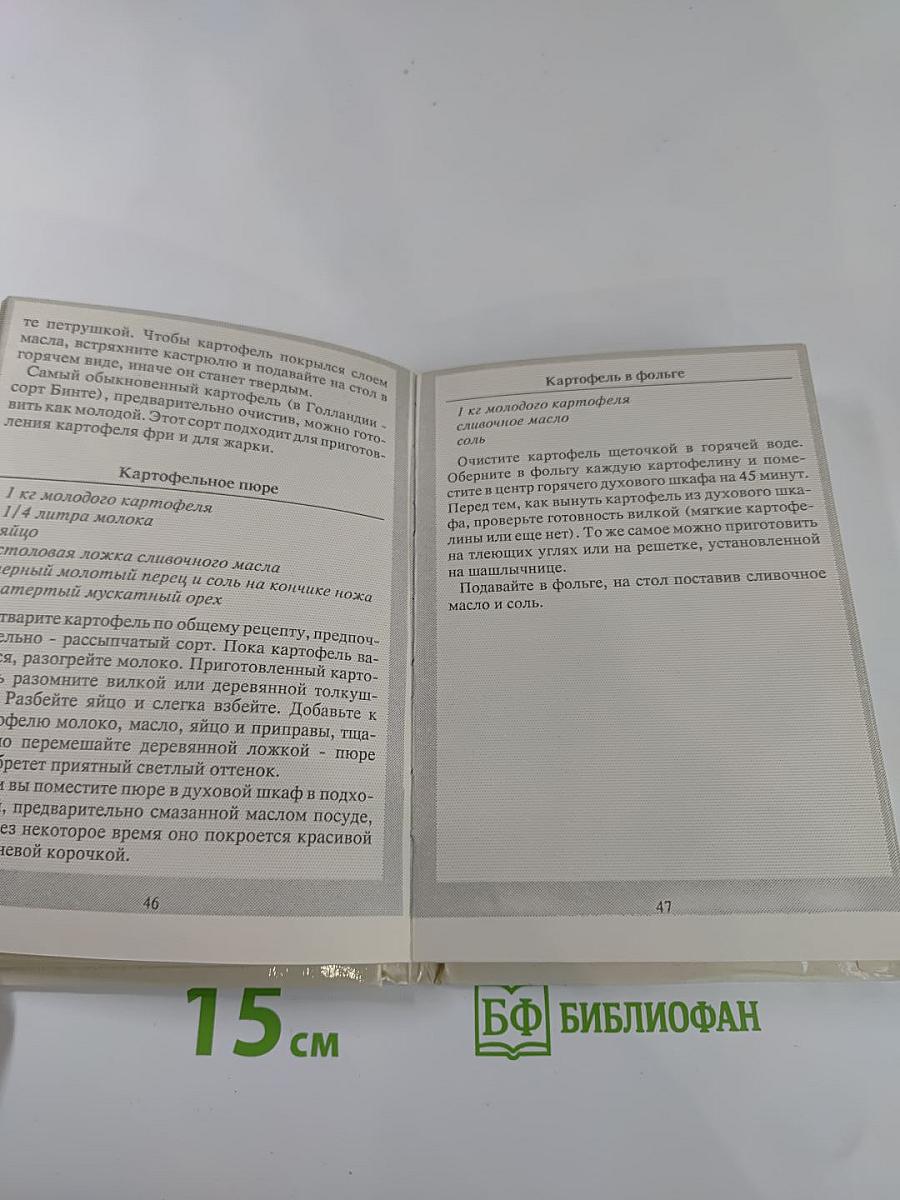 те петрушкой. Чтобы картофель покрылся слоем
масла, встряхните кастрюлю и подавайте на стол в
горячем виде, иначе он станет твердым.
Самый обыкновенный картофель (в Голландии -
сорт Бинте), предварительно очистив, можно гото-
вить как молодой. Этот сорт подходит для приготов-
ления картофеля фри и для жарки.
Картофельное пюре
1 кг молодого картофеля
1/4 литра молока
яйцо
столовая ложка сливочного масла
черный молотый перец и соль на кончике ножа
атертый мускатный орех
тварите картофель по общему рецепту, предпоч-
ельно - рассыпчатый сорт. Пока картофель ва-
ся, разогрейте молоко. Приготовленный карто-
ь разомните вилкой или деревянной толкуш-
Разбейте яйцо и слегка взбейте. Добавьте к
офелю молоко, масло, яйцо и приправы, тща-
но перемешайте деревянной ложкой - пюре
бретет приятный светлый оттенок.
и вы поместите пюре в духовой шкаф в подхо-
й, предварительно смазанной маслом посуде,
ез некоторое время оно покроется красивой
невой корочкой.
46
Картофель в фольге
1 кг молодого картофеля
сливочное масло
соль
Очистите картофель щеточкой в горячей воде.
Оберните в фольгу каждую картофелину и поме-
стите в центр горячего духового шкафа на 45 минут.
Перед тем, как вынуть картофель из духового шка-
фа, проверьте готовность вилкой (мягкие картофе-
лины или еще нет). То же самое можно приготовить
на тлеющих углях или на решетке, установленной
на шашлычнице.
Подавайте в фольге, на стол поставив сливочное
масло и соль.
47
15 см
БФ БИБЛИОФАН